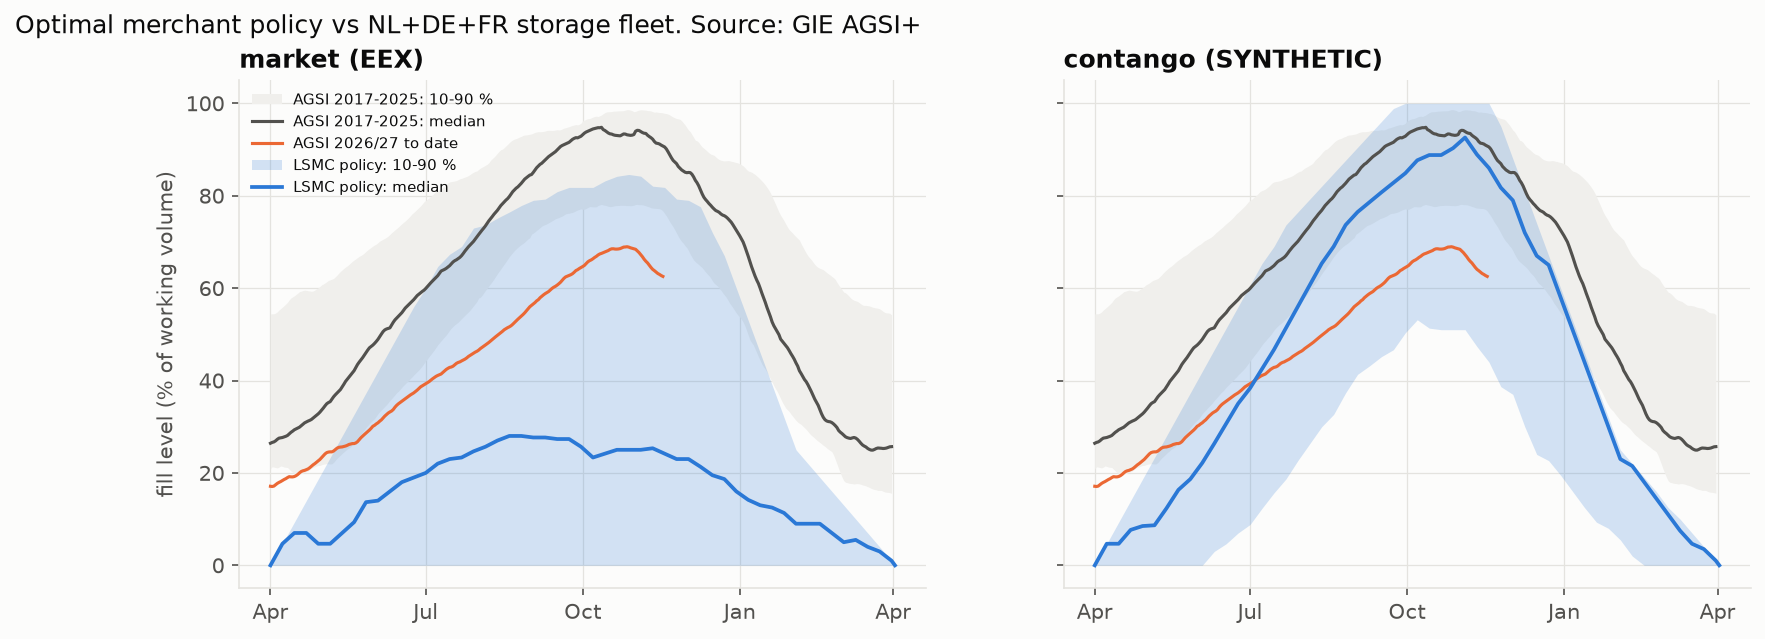 Optimal merchant policy vs NL+DE+FR storage fleet. Source: GIE AGSI+
market (EEX)
contango (SYNTHETIC)
fill level (% of working volume)
100
80
60
40
20
0
AGSI 2017-2025: 10-90 %
AGSI 2017-2025: median
AGSI 2026/27 to date
LSMC policy: 10-90 %
LSMC policy: median
Apr Jul Oct Jan Apr
Apr Jul Oct Jan Apr